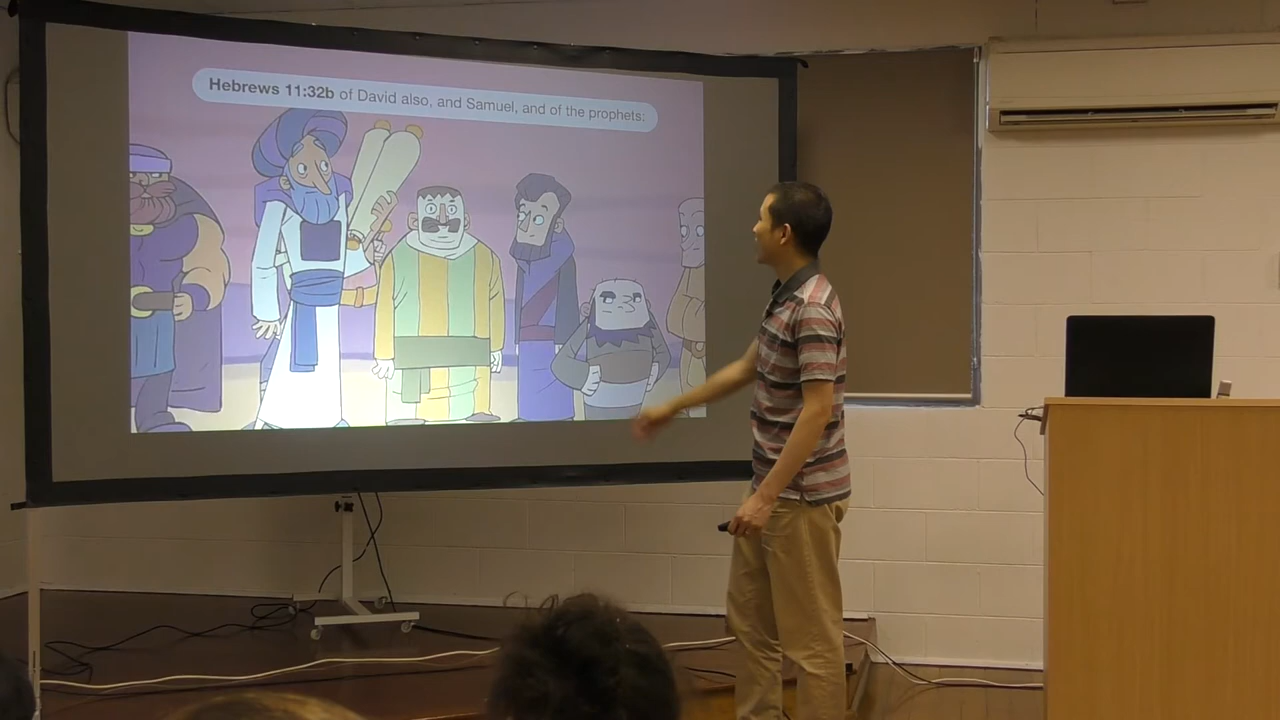 Hebrews 11:32b of David also, and Samuel, and of the prophets: